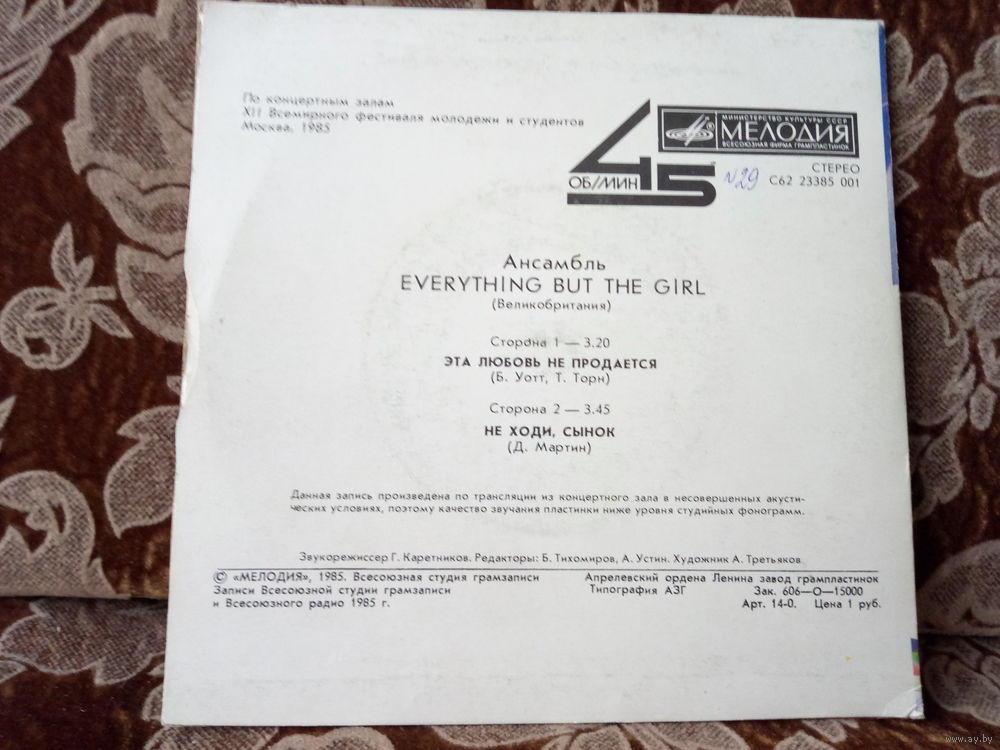 По концертным залам
XII Всемирного фестиваля молодежи и студентов
Москва, 1985
45
ОБ/МИН
МИНИСТЕРСТВО КУЛЬТУРЫ СССР
МЕЛОДИЯ
ВСЕСОЮЗНАЯ ФИРМА ГРАМПЛАСТИНОК
СТЕРЕО
С62 23385 001
N29
Ансамбль
EVERYTHING BUT THE GIRL
(Великобритания)
Сторона 1 — 3.20
ЭТА ЛЮБОВЬ НЕ ПРОДАЕТСЯ
(Б. Уотт, Т. Торн)
Сторона 2 — 3.45
НЕ ХОДИ, СЫНОК
(Д. Мартин)
Данная запись произведена по трансляции из концертного зала в несовершенных акусти-
ческих условиях, поэтому качество звучания пластинки ниже уровня студийных фонограмм.
Звукорежиссер Г. Каретников. Редакторы: Б. Тихомиров, А. Устин. Художник А. Третьяков
© «МЕЛОДИЯ», 1985. Всесоюзная студия грамзаписи
Записи Всесоюзной студии грамзаписи
и Всесоюзного радио 1985 г.
Апрелевский ордена Ленина завод грампластинок
Типография АЗГ Зак. 606—О—15000
Арт. 14-0. Цена 1 руб.
www.ay.by